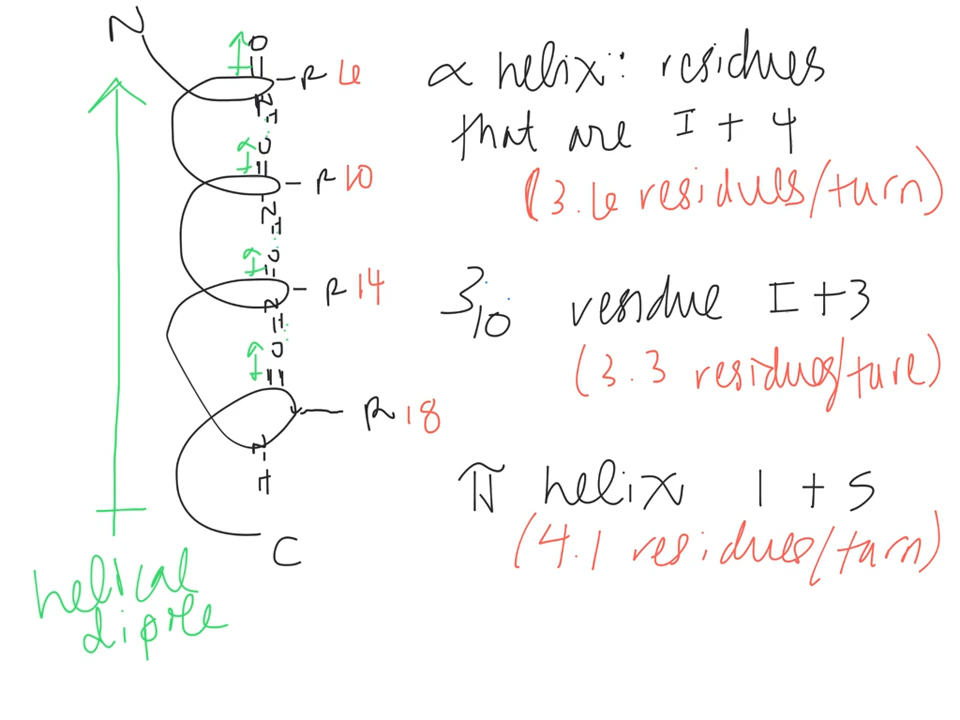 N
O
R 6
N
H
O
R 10
N
H
O
R 14
N
H
O
R 18
N
H
C
helical
dipole
α helix: residues
that are I + 4
(3.6 residues/turn)
3₁₀ residue I+3
(3.3 residues/ture)
π helix I + 5
(4.1 residues/turn)